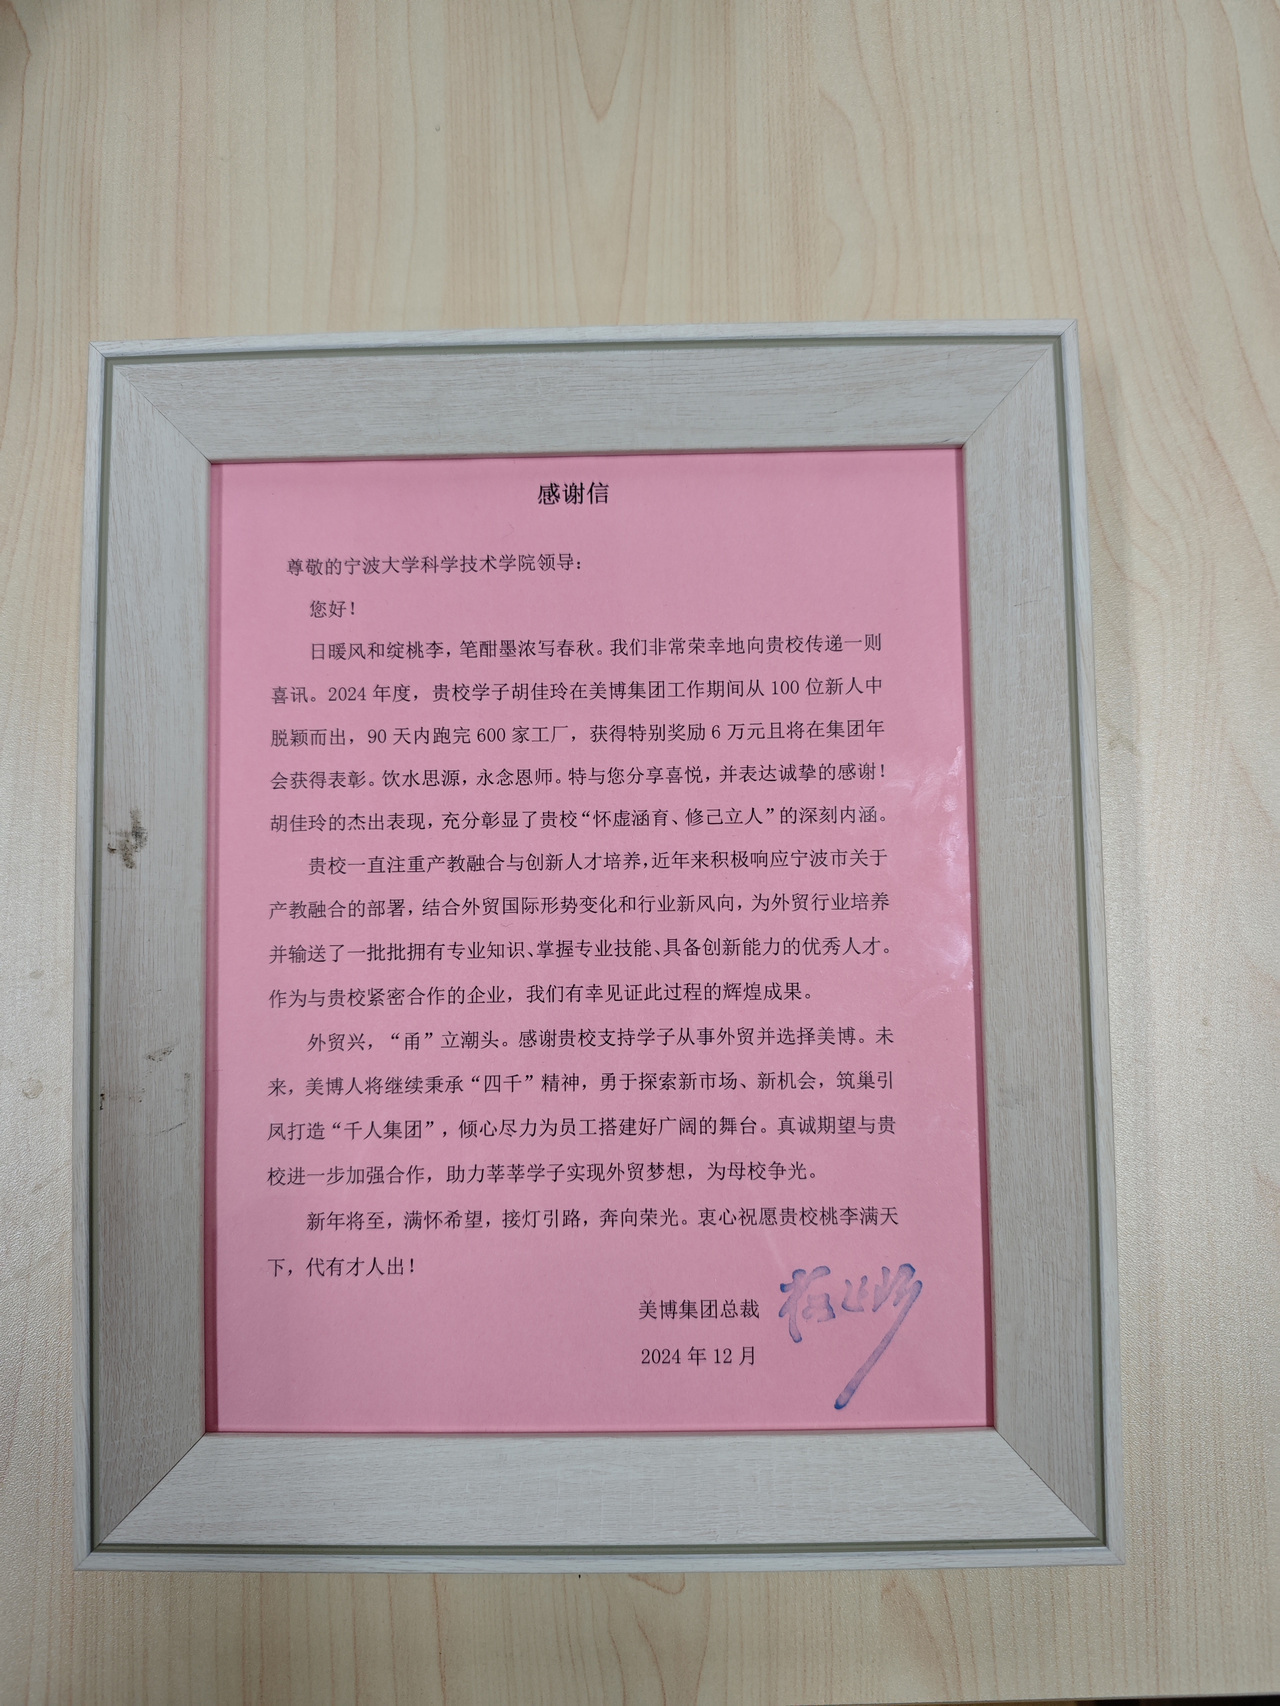 感谢信
尊敬的宁波大学科学技术学院领导：
您好！
日暖风和绽桃李，笔酣墨浓写春秋。我们非常荣幸地向贵校传递一则
喜讯。2024 年度，贵校学子胡佳玲在美博集团工作期间从 100 位新人中
脱颖而出，90 天内跑完 600 家工厂，获得特别奖励 6 万元且将在集团年
会获得表彰。饮水思源，永念恩师。特与您分享喜悦，并表达诚挚的感谢！
胡佳玲的杰出表现，充分彰显了贵校“怀虚涵育、修己立人”的深刻内涵。
贵校一直注重产教融合与创新人才培养，近年来积极响应宁波市关于
产教融合的部署，结合外贸国际形势变化和行业新风向，为外贸行业培养
并输送了一批批拥有专业知识、掌握专业技能、具备创新能力的优秀人才。
作为与贵校紧密合作的企业，我们有幸见证此过程的辉煌成果。
外贸兴，“甬”立潮头。感谢贵校支持学子从事外贸并选择美博。未
来，美博人将继续秉承“四千”精神，勇于探索新市场、新机会，筑巢引
凤打造“千人集团”，倾心尽力为员工搭建好广阔的舞台。真诚期望与贵
校进一步加强合作，助力莘莘学子实现外贸梦想，为母校争光。
新年将至，满怀希望，接灯引路，奔向荣光。衷心祝愿贵校桃李满天
下，代有才人出！
美博集团总裁
2024 年 12 月